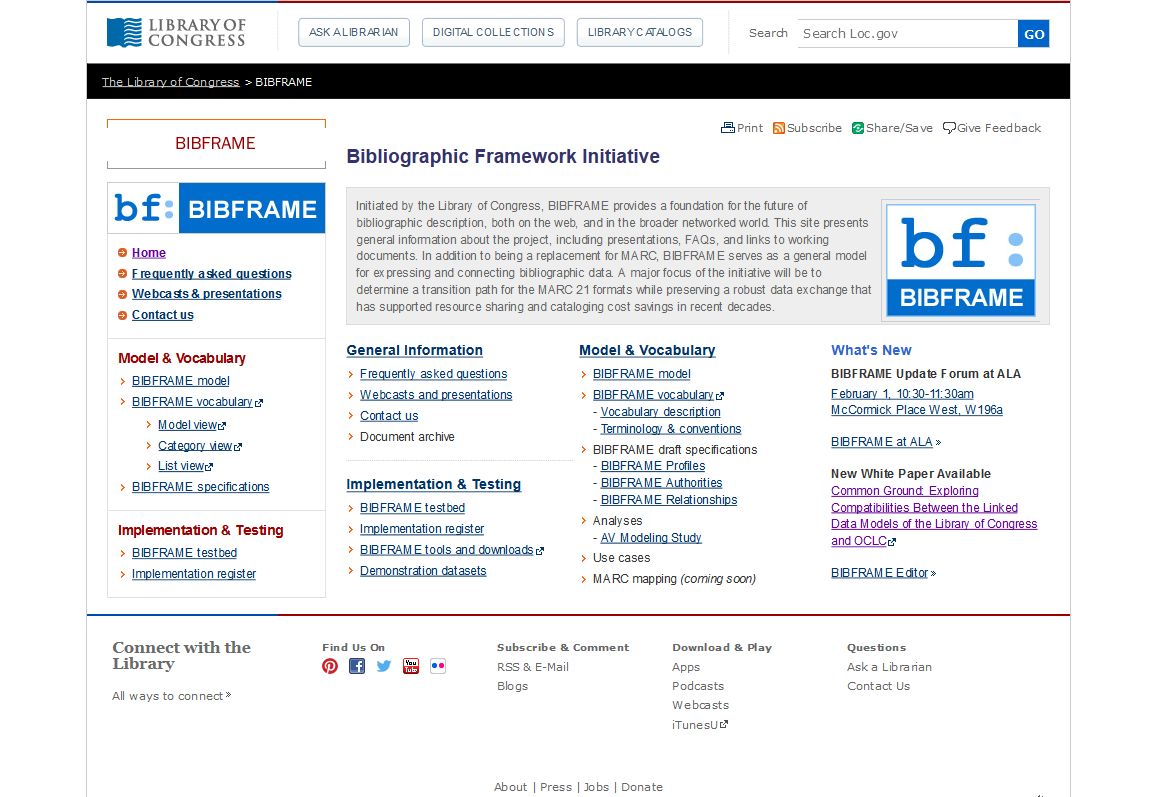 LIBRARY OF
CONGRESS
ASK A LIBRARIAN
DIGITAL COLLECTIONS
LIBRARY CATALOGS
Search
Search Loc.gov
GO
The Library of Congress > BIBFRAME
Print Subscribe Share/Save Give Feedback
BIBFRAME
bf: BIBFRAME
Home
Frequently asked questions
Webcasts & presentations
Contact us
Model & Vocabulary
BIBFRAME model
BIBFRAME vocabulary
Model view
Category view
List view
BIBFRAME specifications
Implementation & Testing
BIBFRAME testbed
Implementation register
Bibliographic Framework Initiative
Initiated by the Library of Congress, BIBFRAME provides a foundation for the future of
bibliographic description, both on the web, and in the broader networked world. This site presents
general information about the project, including presentations, FAQs, and links to working
documents. In addition to being a replacement for MARC, BIBFRAME serves as a general model
for expressing and connecting bibliographic data. A major focus of the initiative will be to
determine a transition path for the MARC 21 formats while preserving a robust data exchange that
has supported resource sharing and cataloging cost savings in recent decades.
bf:
BIBFRAME
General Information
Frequently asked questions
Webcasts and presentations
Contact us
Document archive
Implementation & Testing
BIBFRAME testbed
Implementation register
BIBFRAME tools and downloads
Demonstration datasets
Model & Vocabulary
BIBFRAME model
BIBFRAME vocabulary
- Vocabulary description
- Terminology & conventions
BIBFRAME draft specifications
- BIBFRAME Profiles
- BIBFRAME Authorities
- BIBFRAME Relationships
Analyses
- AV Modeling Study
Use cases
MARC mapping (coming soon)
What's New
BIBFRAME Update Forum at ALA
February 1, 10:30-11:30am
McCormick Place West, W196a
BIBFRAME at ALA »
New White Paper Available
Common Ground: Exploring
Compatibilities Between the Linked
Data Models of the Library of Congress
and OCLC
BIBFRAME Editor »
Connect with the
Library
All ways to connect »
Find Us On
You
Tube
Subscribe & Comment
RSS & E-Mail
Blogs
Download & Play
Apps
Podcasts
Webcasts
iTunesU
Questions
Ask a Librarian
Contact Us
About | Press | Jobs | Donate